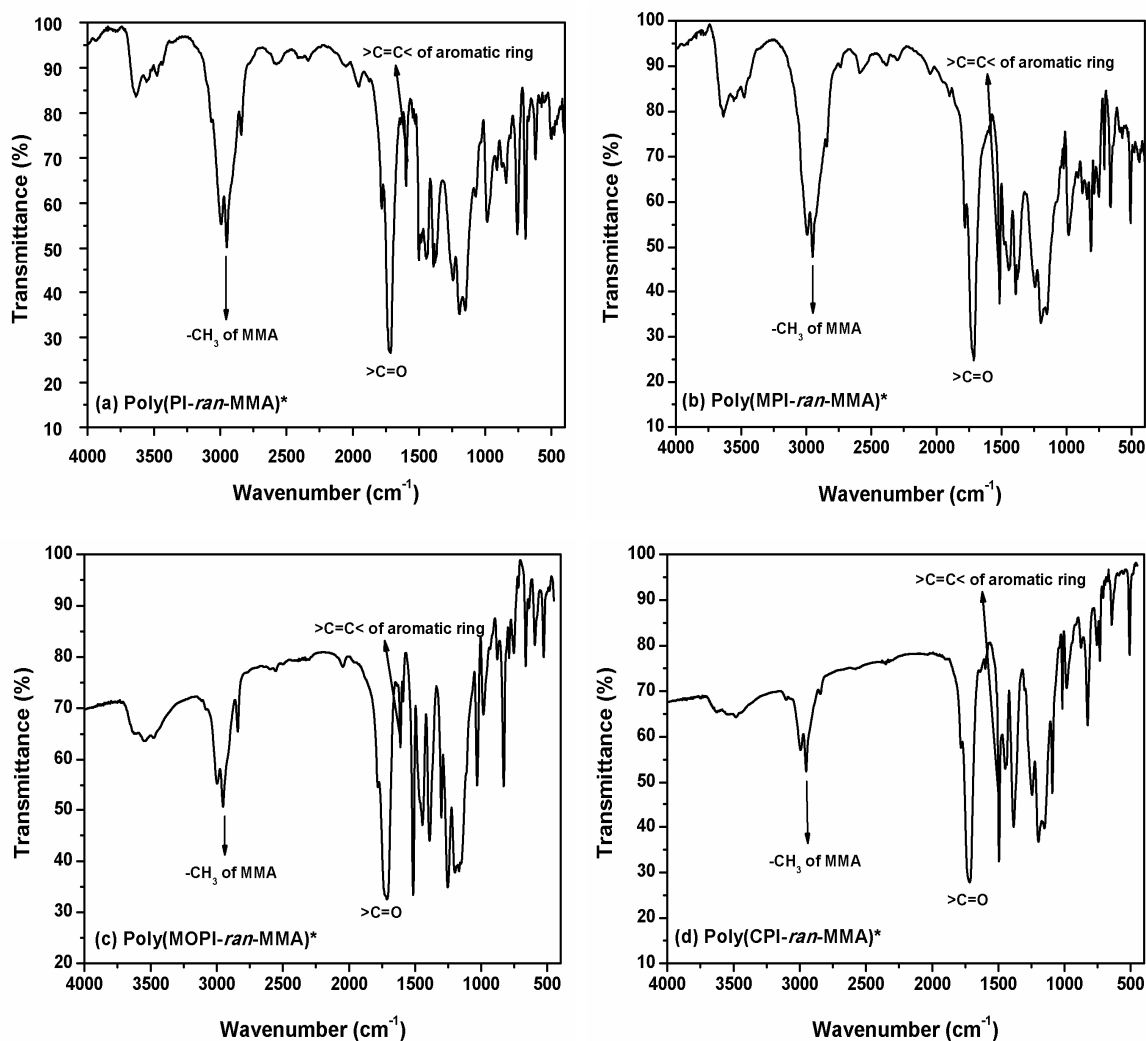 100
90
80
70
60
50
40
30
20
10
Transmittance (%)
>C=C< of aromatic ring
-CH₃ of MMA
>C=O
(a) Poly(PI-ran-MMA)*
4000 3500 3000 2500 2000 1500 1000 500
Wavenumber (cm⁻¹)
100
90
80
70
60
50
40
30
20
10
Transmittance (%)
>C=C< of aromatic ring
-CH₃ of MMA
>C=O
(b) Poly(MPI-ran-MMA)*
4000 3500 3000 2500 2000 1500 1000 500
Wavenumber (cm⁻¹)
100
90
80
70
60
50
40
30
20
Transmittance (%)
>C=C< of aromatic ring
-CH₃ of MMA
>C=O
(c) Poly(MOPI-ran-MMA)*
4000 3500 3000 2500 2000 1500 1000 500
Wavenumber (cm⁻¹)
100
90
80
70
60
50
40
30
20
10
Transmittance (%)
>C=C< of aromatic ring
-CH₃ of MMA
>C=O
(d) Poly(CPI-ran-MMA)*
4000 3500 3000 2500 2000 1500 1000 500
Wavenumber (cm⁻¹)